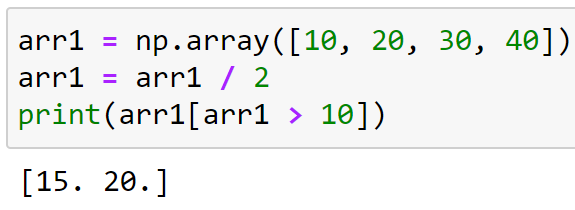 arr1 = np.array([10, 20, 30, 40])
arr1 = arr1 / 2
print(arr1[arr1 > 10])
[15. 20.]